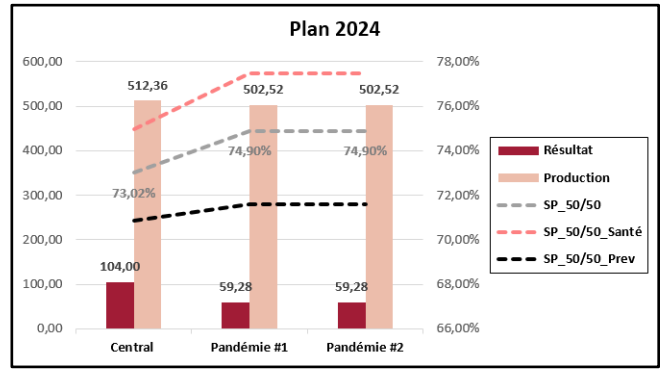 Plan 2024
600,00
500,00
400,00
300,00
200,00
100,00
0,00
78,00%
76,00%
74,00%
72,00%
70,00%
68,00%
66,00%
512,36
502,52
502,52
73,02%
74,90%
74,90%
104,00
59,28
59,28
Central
Pandémie #1
Pandémie #2
Résultat
Production
SP_50/50
SP_50/50_Santé
SP_50/50_Prev